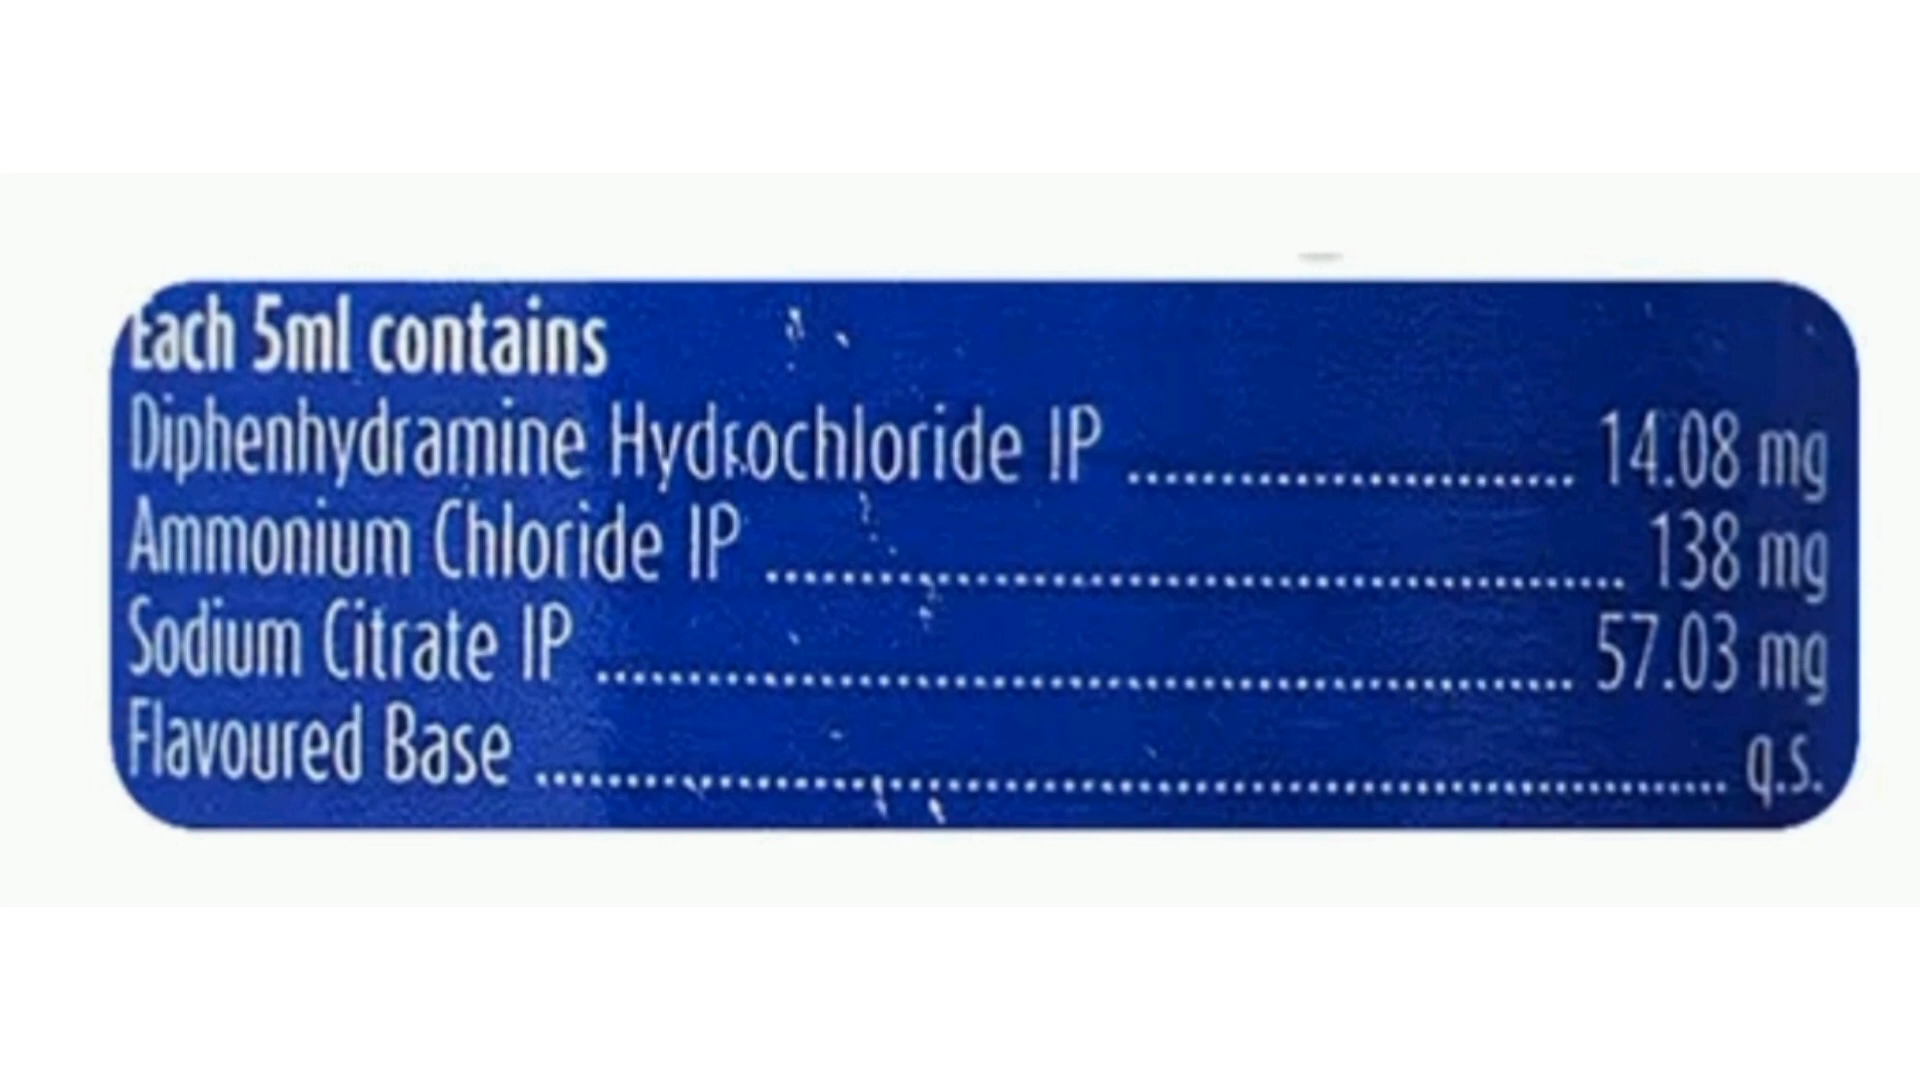 Each 5ml contains
Diphenhydramine Hydrochloride IP ........................................ 14.08 mg
Ammonium Chloride IP ........................................ 138 mg
Sodium Citrate IP ........................................ 57.03 mg
Flavoured Base ........................................ q.s.